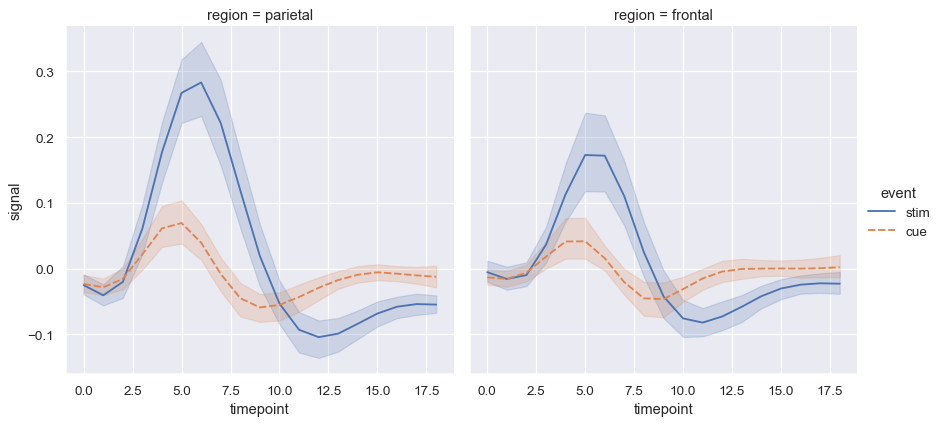 region = parietal
region = frontal
signal
0.3
0.2
0.1
0.0
−0.1
0.0 2.5 5.0 7.5 10.0 12.5 15.0 17.5
0.0 2.5 5.0 7.5 10.0 12.5 15.0 17.5
timepoint
timepoint
event
stim
cue